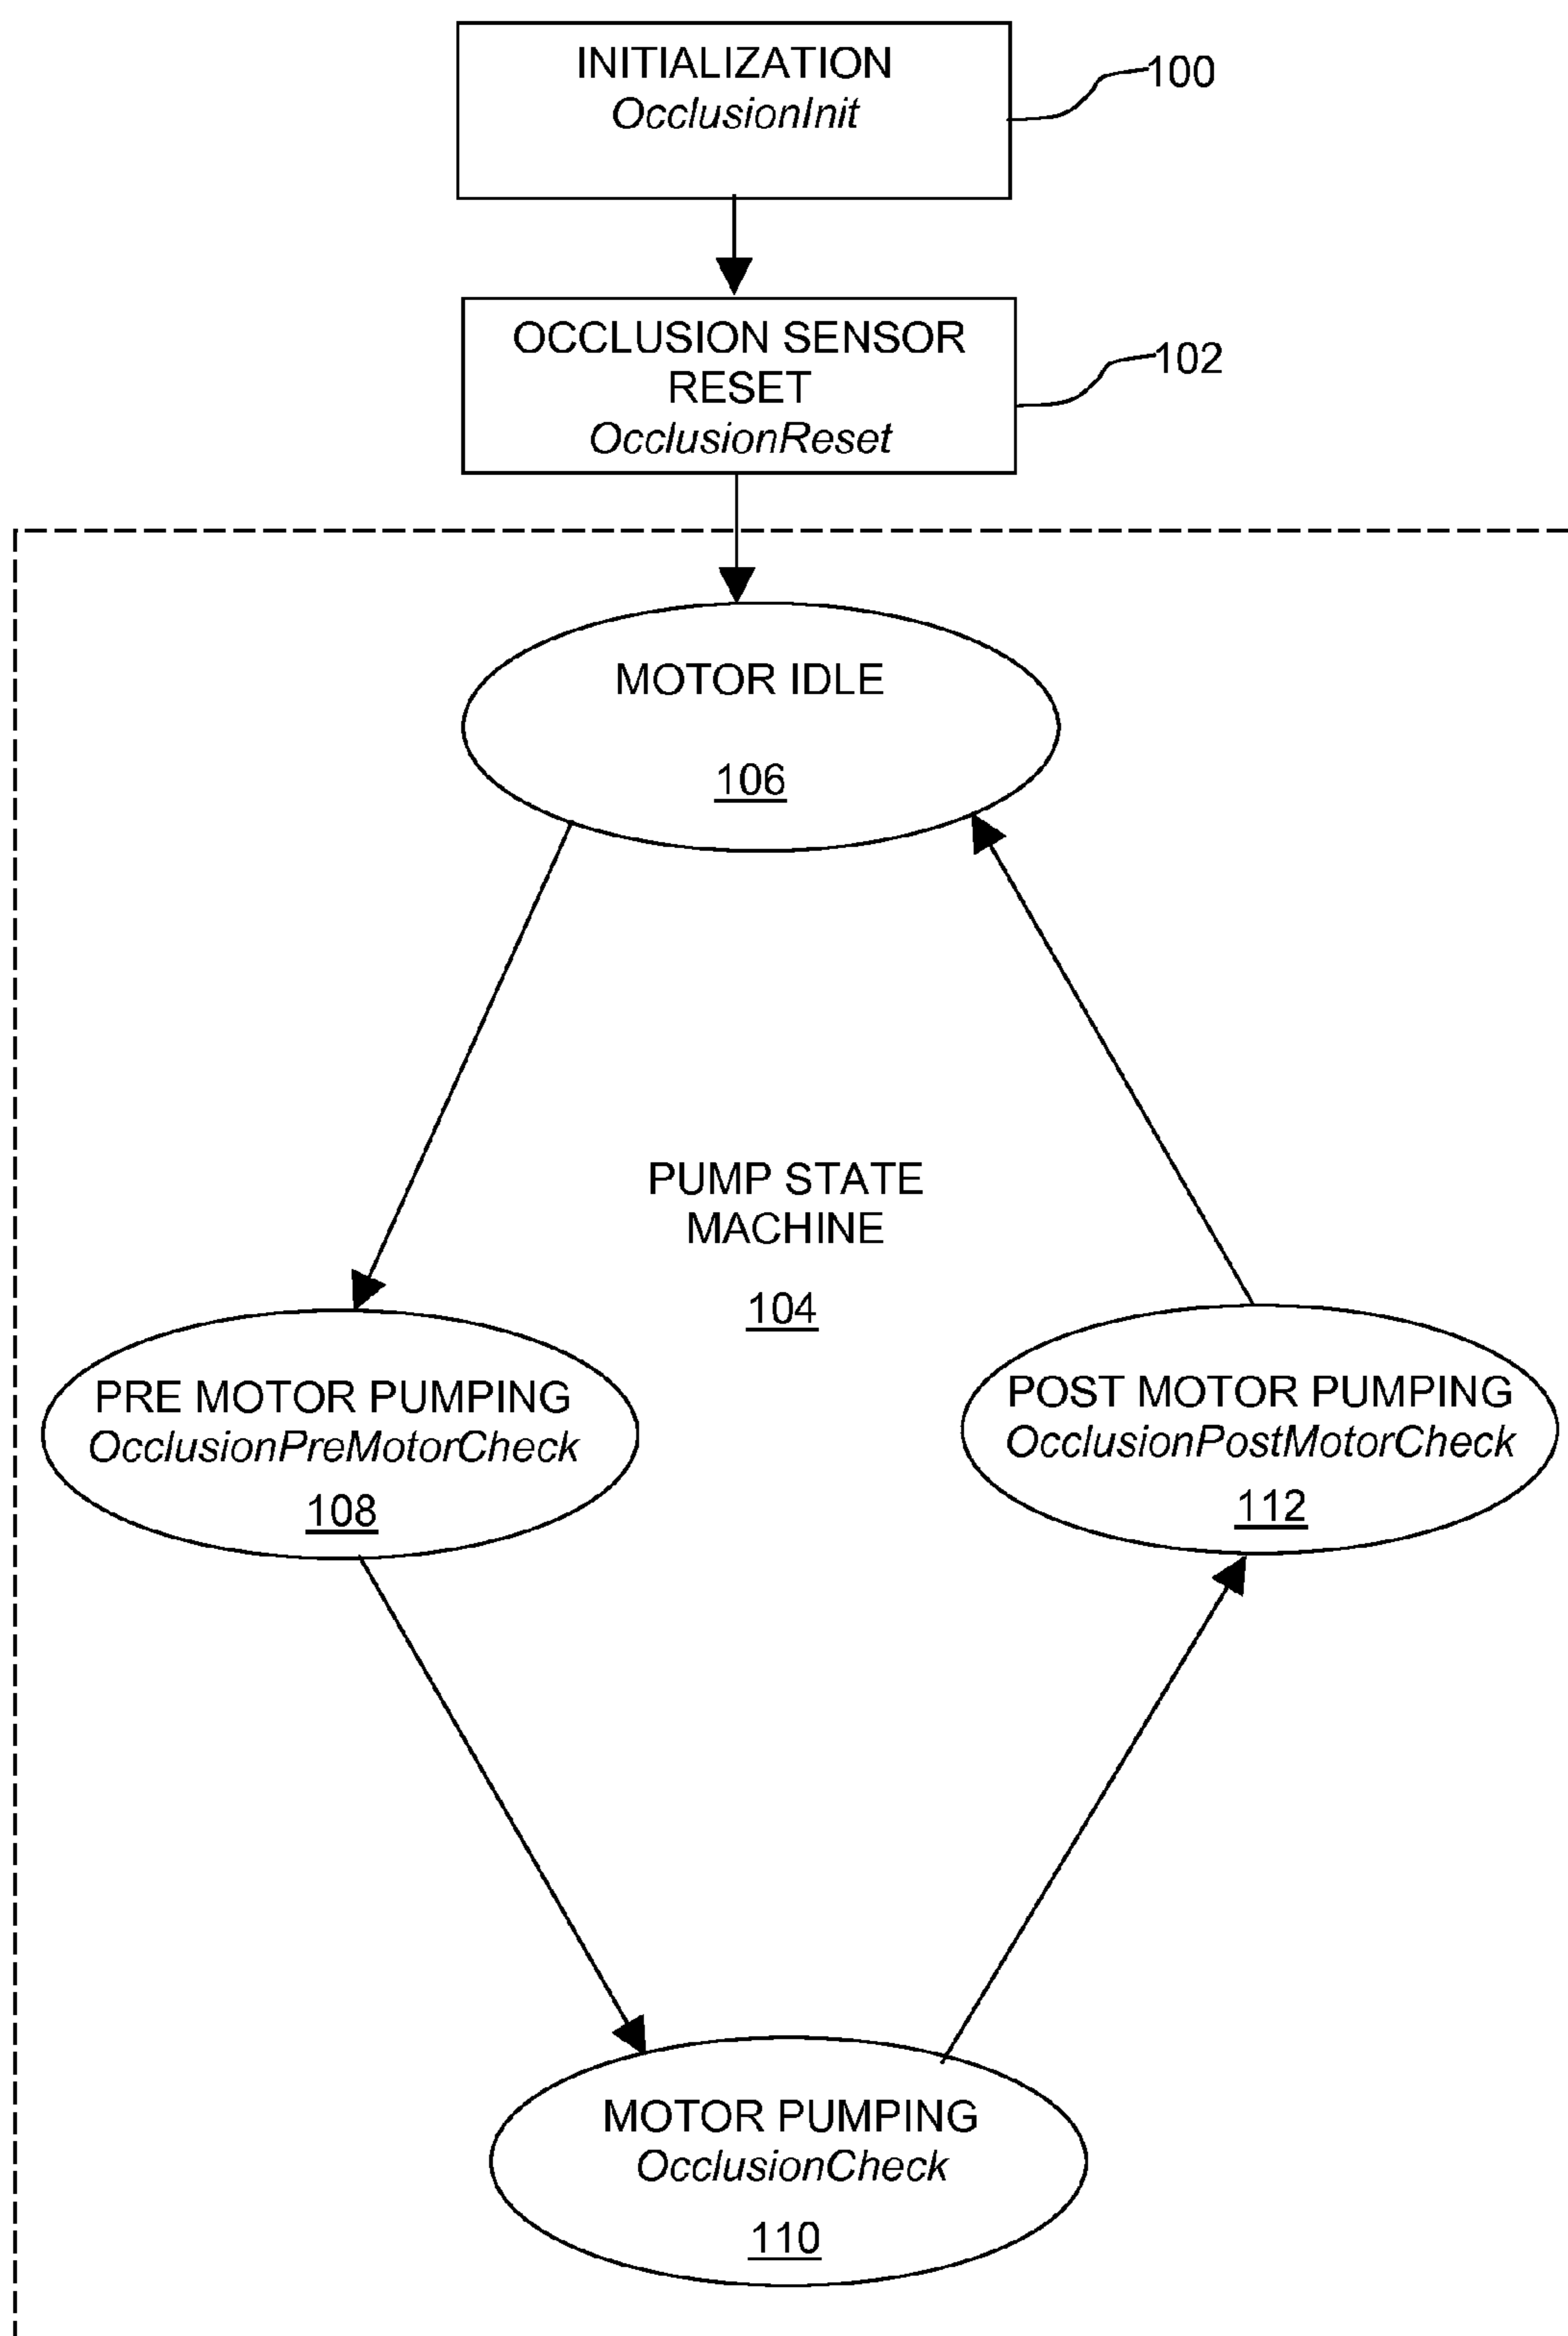 INITIALIZATION
OcclusionInit
100
OCCLUSION SENSOR
RESET
OcclusionReset
102
MOTOR IDLE
106
PUMP STATE
MACHINE
104
PRE MOTOR PUMPING
OcclusionPreMotorCheck
108
POST MOTOR PUMPING
OcclusionPostMotorCheck
112
MOTOR PUMPING
OcclusionCheck
110